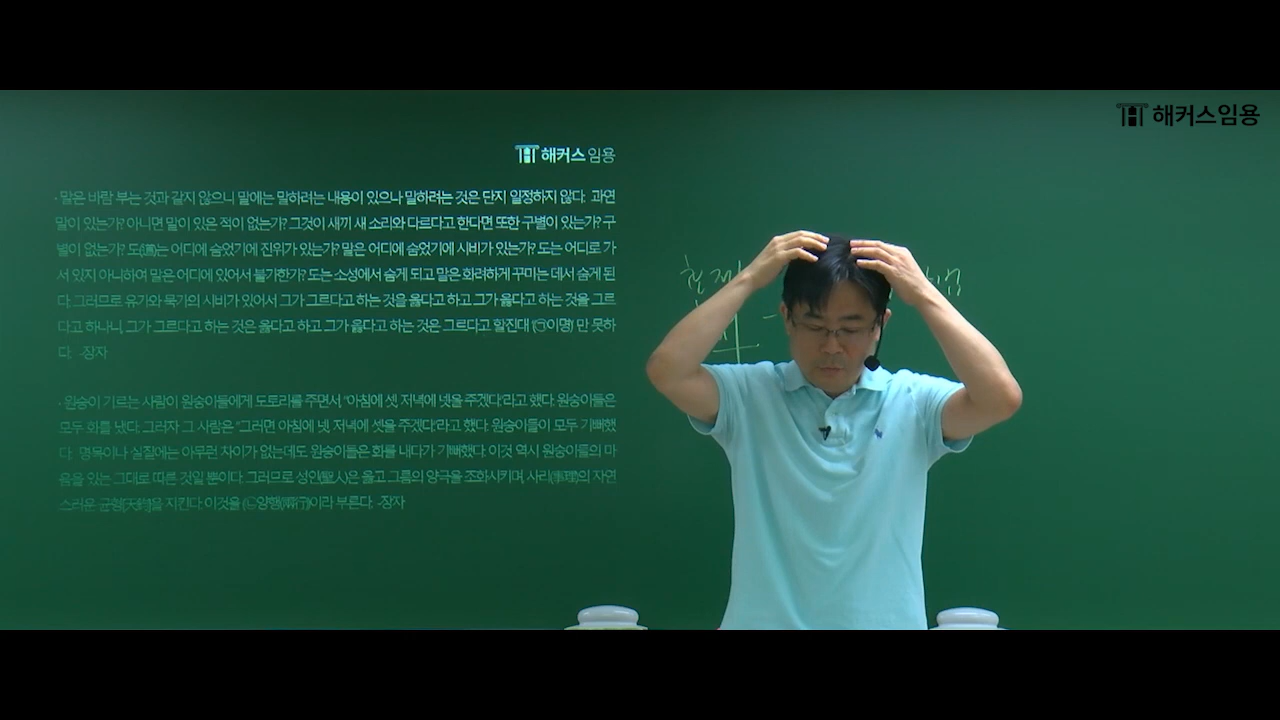 해커스임용
해커스 임용
· 말은 바람 부는 것과 같지 않으니 말에는 말하려는 내용이 있으나 말하려는 것은 단지 일정하지 않다. 과연
말이 있는가? 아니면 말이 있은 적이 없는가? 그것이 새끼 새 소리와 다르다고 한다면 또한 구별이 있는가? 구
별이 없는가? 도(道)는 어디에 숨었기에 진위가 있는가? 말은 어디에 숨었기에 시비가 있는가? 도는 어디로 가
서 있지 아니하며 말은 어디에 있어서 불가한가? 도는 소성에서 숨게 되고 말은 화려하게 꾸미는 데서 숨게 된
다. 그러므로 유가와 묵가의 시비가 있어서 그가 그르다고 하는 것을 옳다고 하고, 그가 옳다고 하는 것을 그르
다고 하나니, 그가 그르다고 하는 것은 옳다고 하고 그가 옳다고 하는 것은 그르다고 할진대 (㉠이명) 만 못하
다. -장자
· 원숭이 기르는 사람이 원숭이들에게 도토리를 주면서, "아침에 셋, 저녁에 넷을 주겠다"라고 했다. 원숭이들은
모두 화를 냈다. 그러자 그 사람은 "그러면 아침에 넷, 저녁에 셋을 주겠다"라고 했다. 원숭이들이 모두 기뻐했
다. 명목이나 실질에는 아무런 차이가 없는데도 원숭이들은 화를 내다가 기뻐했다. 이것 역시 원숭이들의 마
음을 있는 그대로 따른 것일 뿐이다. 그러므로 성인(聖人)은 옳고 그름의 양극을 조화시키며, 사리(事理)의 자연
스러운 균형(天鈞)을 지킨다. 이것을 (㉡양행(兩行))이라 부른다. -장자